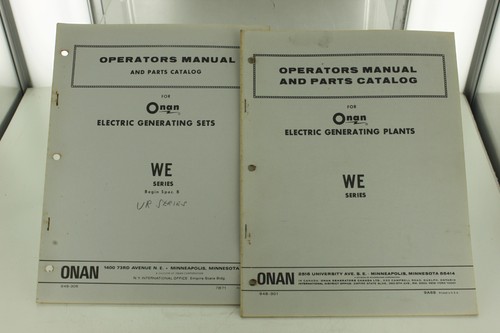 OPERATORS MANUAL
AND PARTS CATALOG
FOR
Onan
ELECTRIC GENERATING SETS
WE
SERIES
Begin Spec. B
UR SERIES
ONAN
1400 73RD AVENUE N. E. • MINNEAPOLIS, MINNESOTA
OPERATORS MANUAL
AND PARTS CATALOG
FOR
Onan
ELECTRIC GENERATING PLANTS
WE
SERIES
ONAN
2515 UNIVERSITY AVE. S. E. MINNEAPOLIS, MINNESOTA 55414